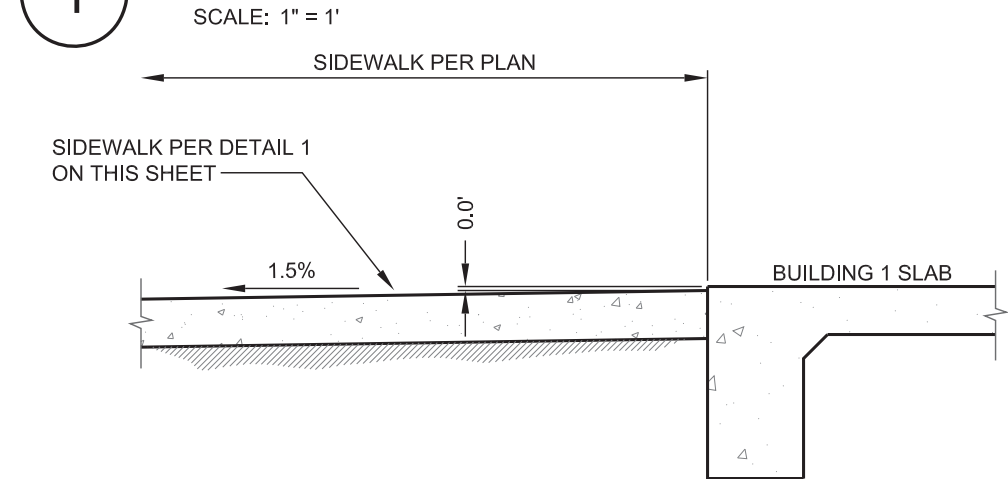 SCALE: 1" = 1'
SIDEWALK PER PLAN
SIDEWALK PER DETAIL 1
ON THIS SHEET
0.0'
1.5%
BUILDING 1 SLAB